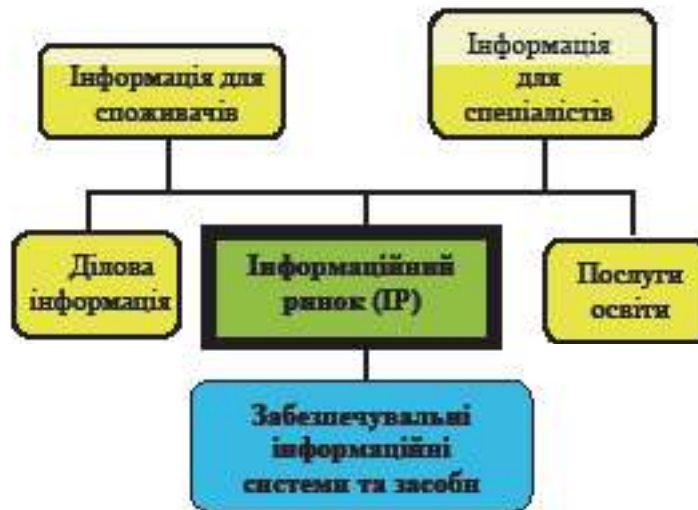 Інформація для
споживачів
Інформація
для
спеціалістів
Ділова
інформація
Інформаційний
ринок (ІР)
Послуги
освіти
Забезпечувальні
інформаційні
системи та засоби